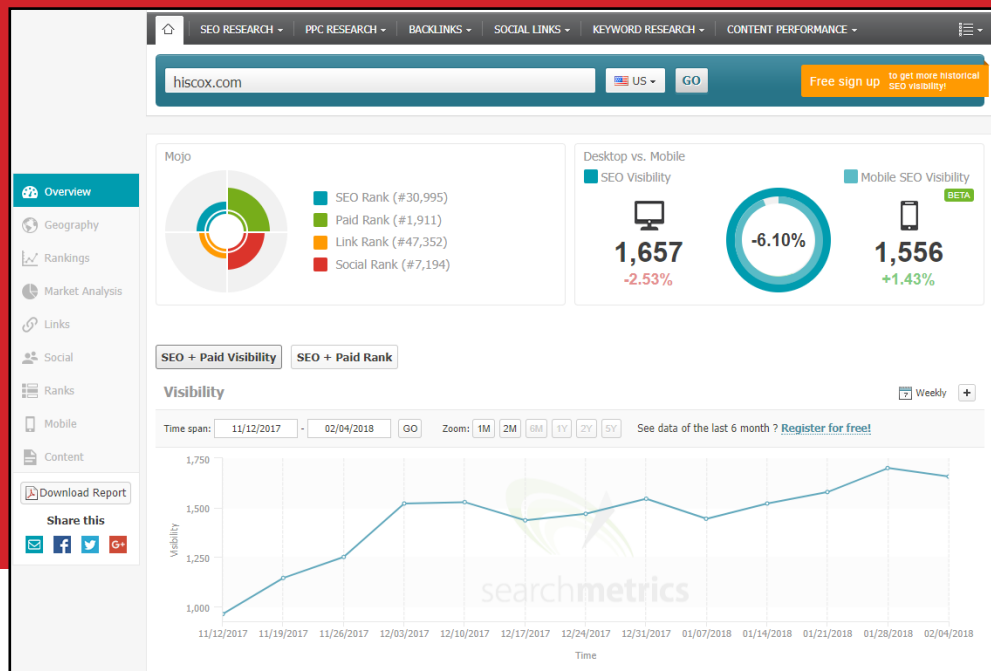 SEO RESEARCH PPC RESEARCH BACKLINKS SOCIAL LINKS KEYWORD RESEARCH CONTENT PERFORMANCE
hiscox.com US GO Free sign up to get more historical SEO visibility!
Overview
Geography
Rankings
Market Analysis
Links
Social
Ranks
Mobile
Content
Download Report
Share this
G+
Mojo
SEO Rank (#30,995)
Paid Rank (#1,911)
Link Rank (#47,352)
Social Rank (#7,194)
Desktop vs. Mobile
SEO Visibility Mobile SEO Visibility
BETA
1,657 -6.10% 1,556
-2.53% +1.43%
SEO + Paid Visibility SEO + Paid Rank
Visibility 7 Weekly +
Time span: 11/12/2017 - 02/04/2018 GO Zoom: 1M 2M 6M 1Y 2Y 5Y See data of the last 6 month ? Register for free!
1,750
1,500
1,250
1,000
Visibility
searchmetrics
11/12/2017 11/19/2017 11/26/2017 12/03/2017 12/10/2017 12/17/2017 12/24/2017 12/31/2017 01/07/2018 01/14/2018 01/21/2018 01/28/2018 02/04/2018
Time